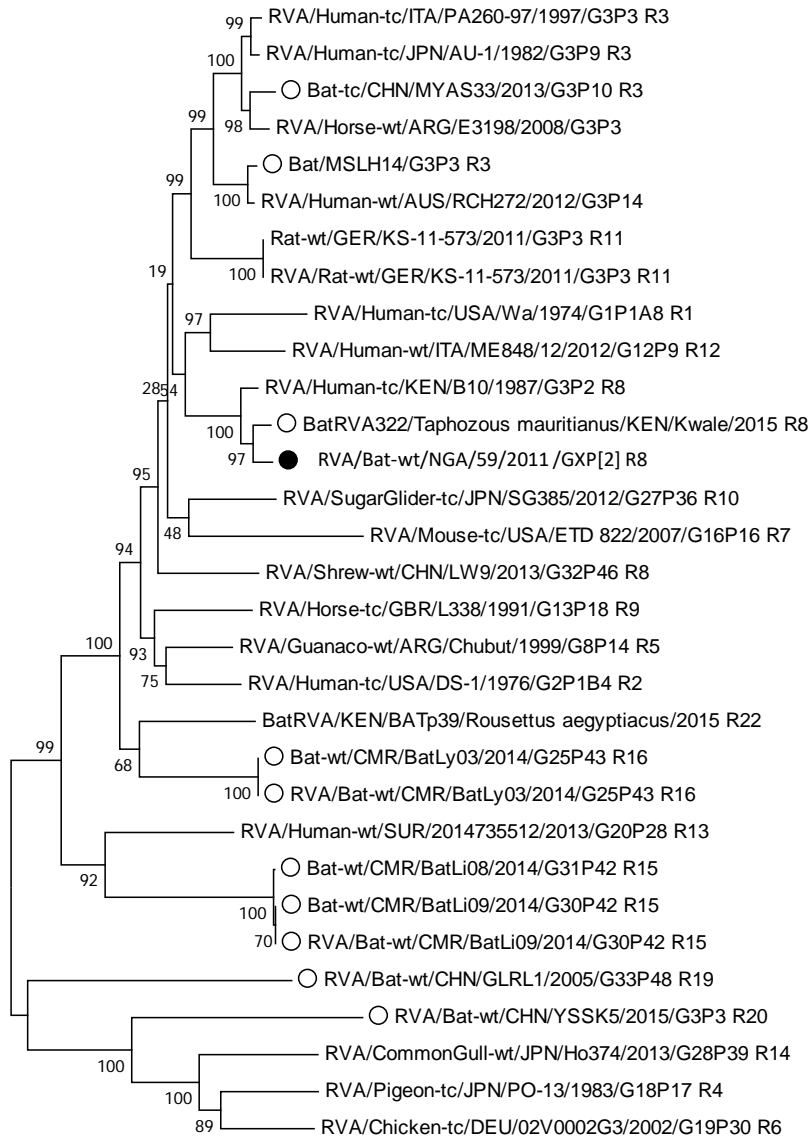 RVA/Human-tc/ITA/PA260-97/1997/G3P3 R3
99
RVA/Human-tc/JPN/AU-1/1982/G3P9 R3
100
Bat-tc/CHN/MYAS33/2013/G3P10 R3
98
RVA/Horse-wt/ARG/E3198/2008/G3P3
99
Bat/MSLH14/G3P3 R3
99
100
RVA/Human-wt/AUS/RCH272/2012/G3P14
Rat-wt/GER/KS-11-573/2011/G3P3 R11
19
100
RVA/Rat-wt/GER/KS-11-573/2011/G3P3 R11
97
RVA/Human-tc/USA/Wa/1974/G1P1A8 R1
RVA/Human-wt/ITA/ME848/12/2012/G12P9 R12
28
54
RVA/Human-tc/KEN/B10/1987/G3P2 R8
100
BatRVA322/Taphozous mauritianus/KEN/Kwale/2015 R8
97
RVA/Bat-wt/NGA/59/2011/GXP[2] R8
95
RVA/SugarGlider-tc/JPN/SG385/2012/G27P36 R10
48
RVA/Mouse-tc/USA/ETD 822/2007/G16P16 R7
94
RVA/Shrew-wt/CHN/LW9/2013/G32P46 R8
RVA/Horse-tc/GBR/L338/1991/G13P18 R9
100
93
RVA/Guanaco-wt/ARG/Chubut/1999/G8P14 R5
75
RVA/Human-tc/USA/DS-1/1976/G2P1B4 R2
BatRVA/KEN/BATp39/Rousettus aegyptiacus/2015 R22
99
68
Bat-wt/CMR/BatLy03/2014/G25P43 R16
100
RVA/Bat-wt/CMR/BatLy03/2014/G25P43 R16
RVA/Human-wt/SUR/2014735512/2013/G20P28 R13
92
Bat-wt/CMR/BatLi08/2014/G31P42 R15
100
Bat-wt/CMR/BatLi09/2014/G30P42 R15
70
RVA/Bat-wt/CMR/BatLi09/2014/G30P42 R15
RVA/Bat-wt/CHN/GLRL1/2005/G33P48 R19
RVA/Bat-wt/CHN/YSSK5/2015/G3P3 R20
100
RVA/CommonGull-wt/JPN/Ho374/2013/G28P39 R14
100
RVA/Pigeon-tc/JPN/PO-13/1983/G18P17 R4
89
RVA/Chicken-tc/DEU/02V0002G3/2002/G19P30 R6